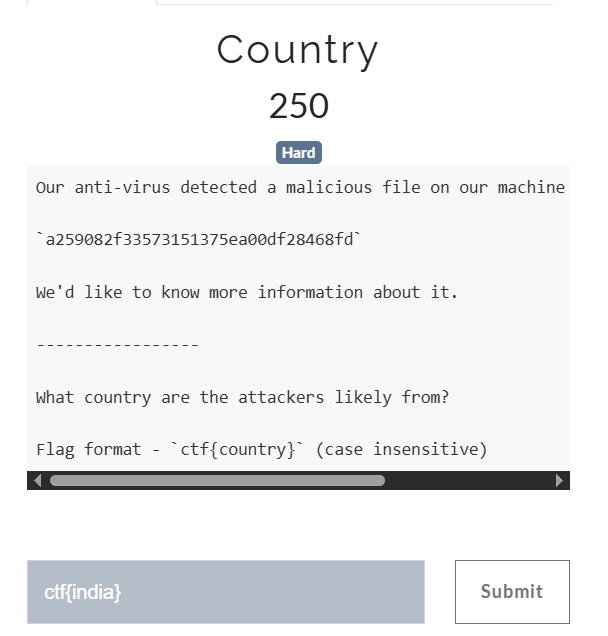 Country
250
Hard
Our anti-virus detected a malicious file on our machine
`a259082f33573151375ea00df28468fd`
We'd like to know more information about it.
-----------------
What country are the attackers likely from?
Flag format - `ctf{country}` (case insensitive)
ctf{india}
Submit